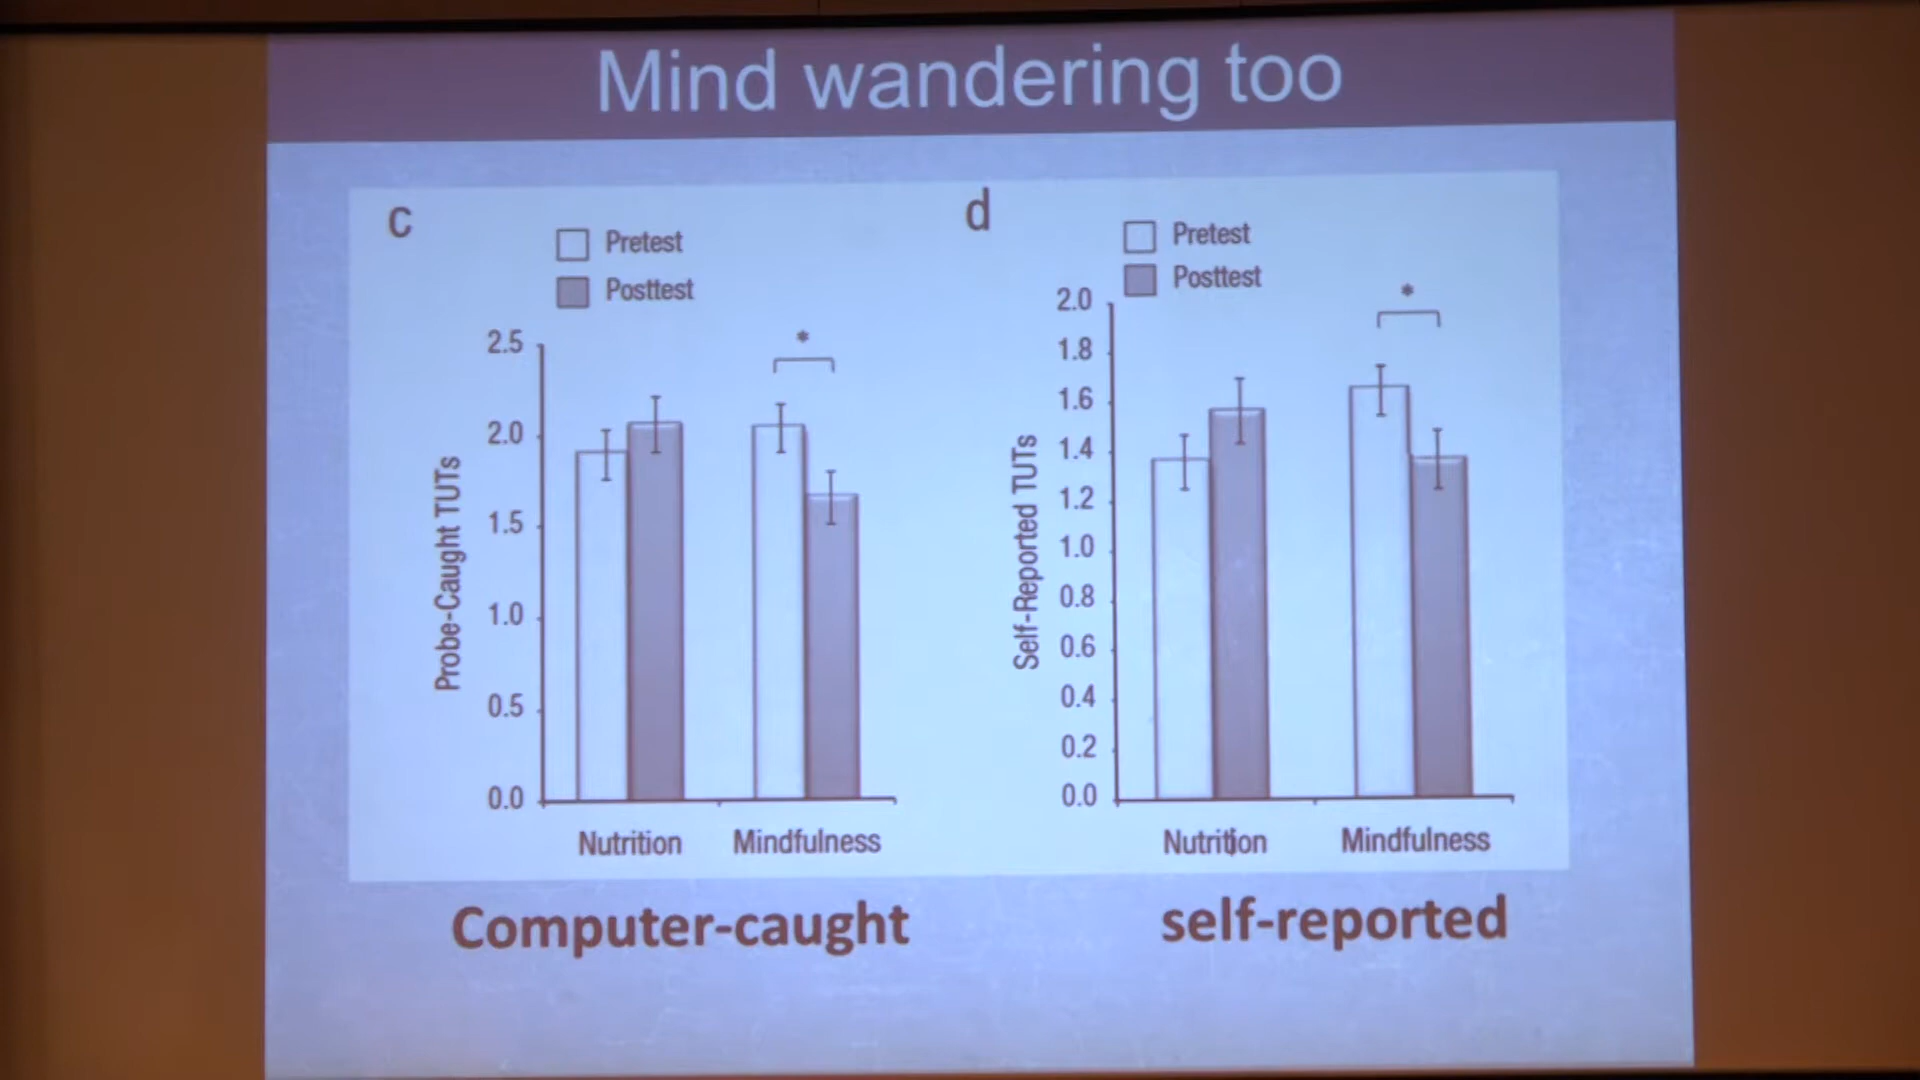 Mind wandering too
c
Pretest
Posttest
*
2.5
2.0
1.5
1.0
0.5
0.0
Probe-Caught TUTs
Nutrition
Mindfulness
Computer-caught
d
Pretest
Posttest
*
2.0
1.8
1.6
1.4
1.2
1.0
0.8
0.6
0.4
0.2
0.0
Self-Reported TUTs
Nutrition
Mindfulness
self-reported